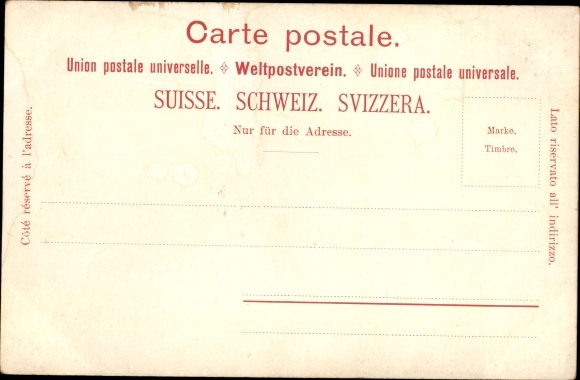 Carte postale.
Union postale universelle. Weltpostverein. Unione postale universale.
SUISSE. SCHWEIZ. SVIZZERA.
Nur für die Adresse.
Marke.
Timbre.
Côté réservé à l'adresse.
Lato riservato all' indirizzo.